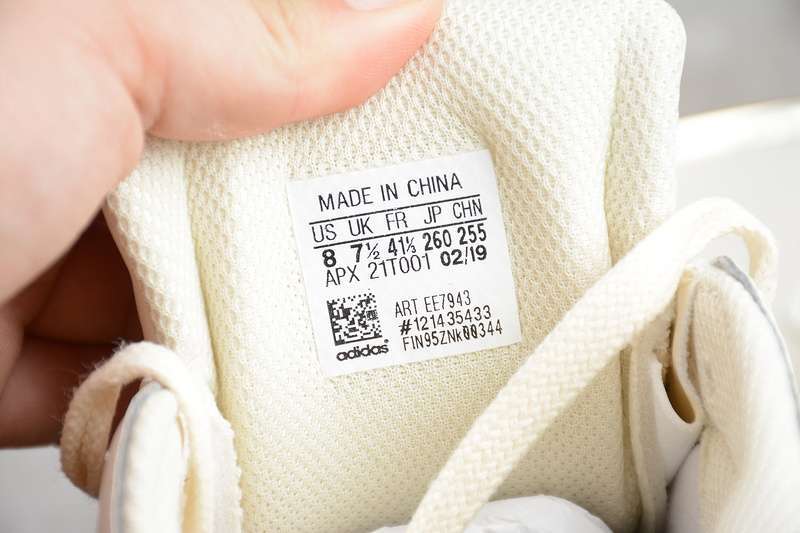 MADE IN CHINA
US UK FR JP CHN
8 7½ 41⅓ 260 255
APX 21T001 02/19
ART EE7943
#121435433
FIN95ZNK00344
adidas